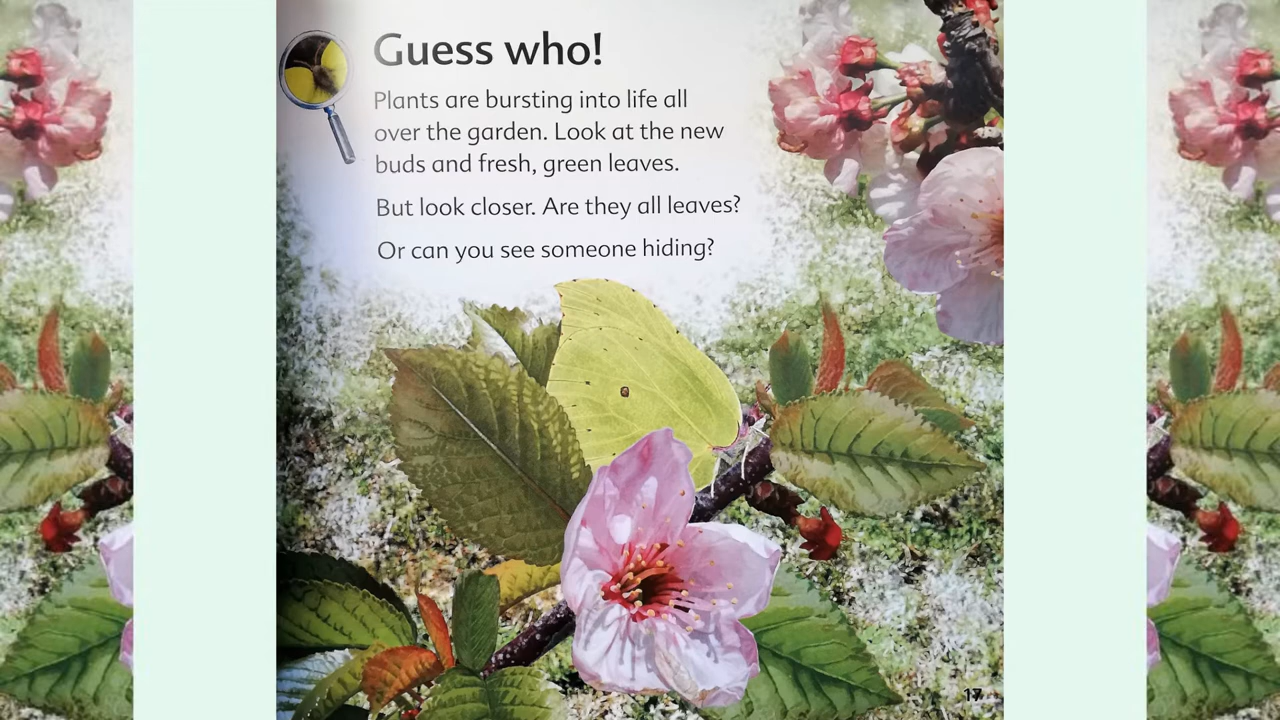 Guess who!
Plants are bursting into life all
over the garden. Look at the new
buds and fresh, green leaves.
But look closer. Are they all leaves?
Or can you see someone hiding?
17